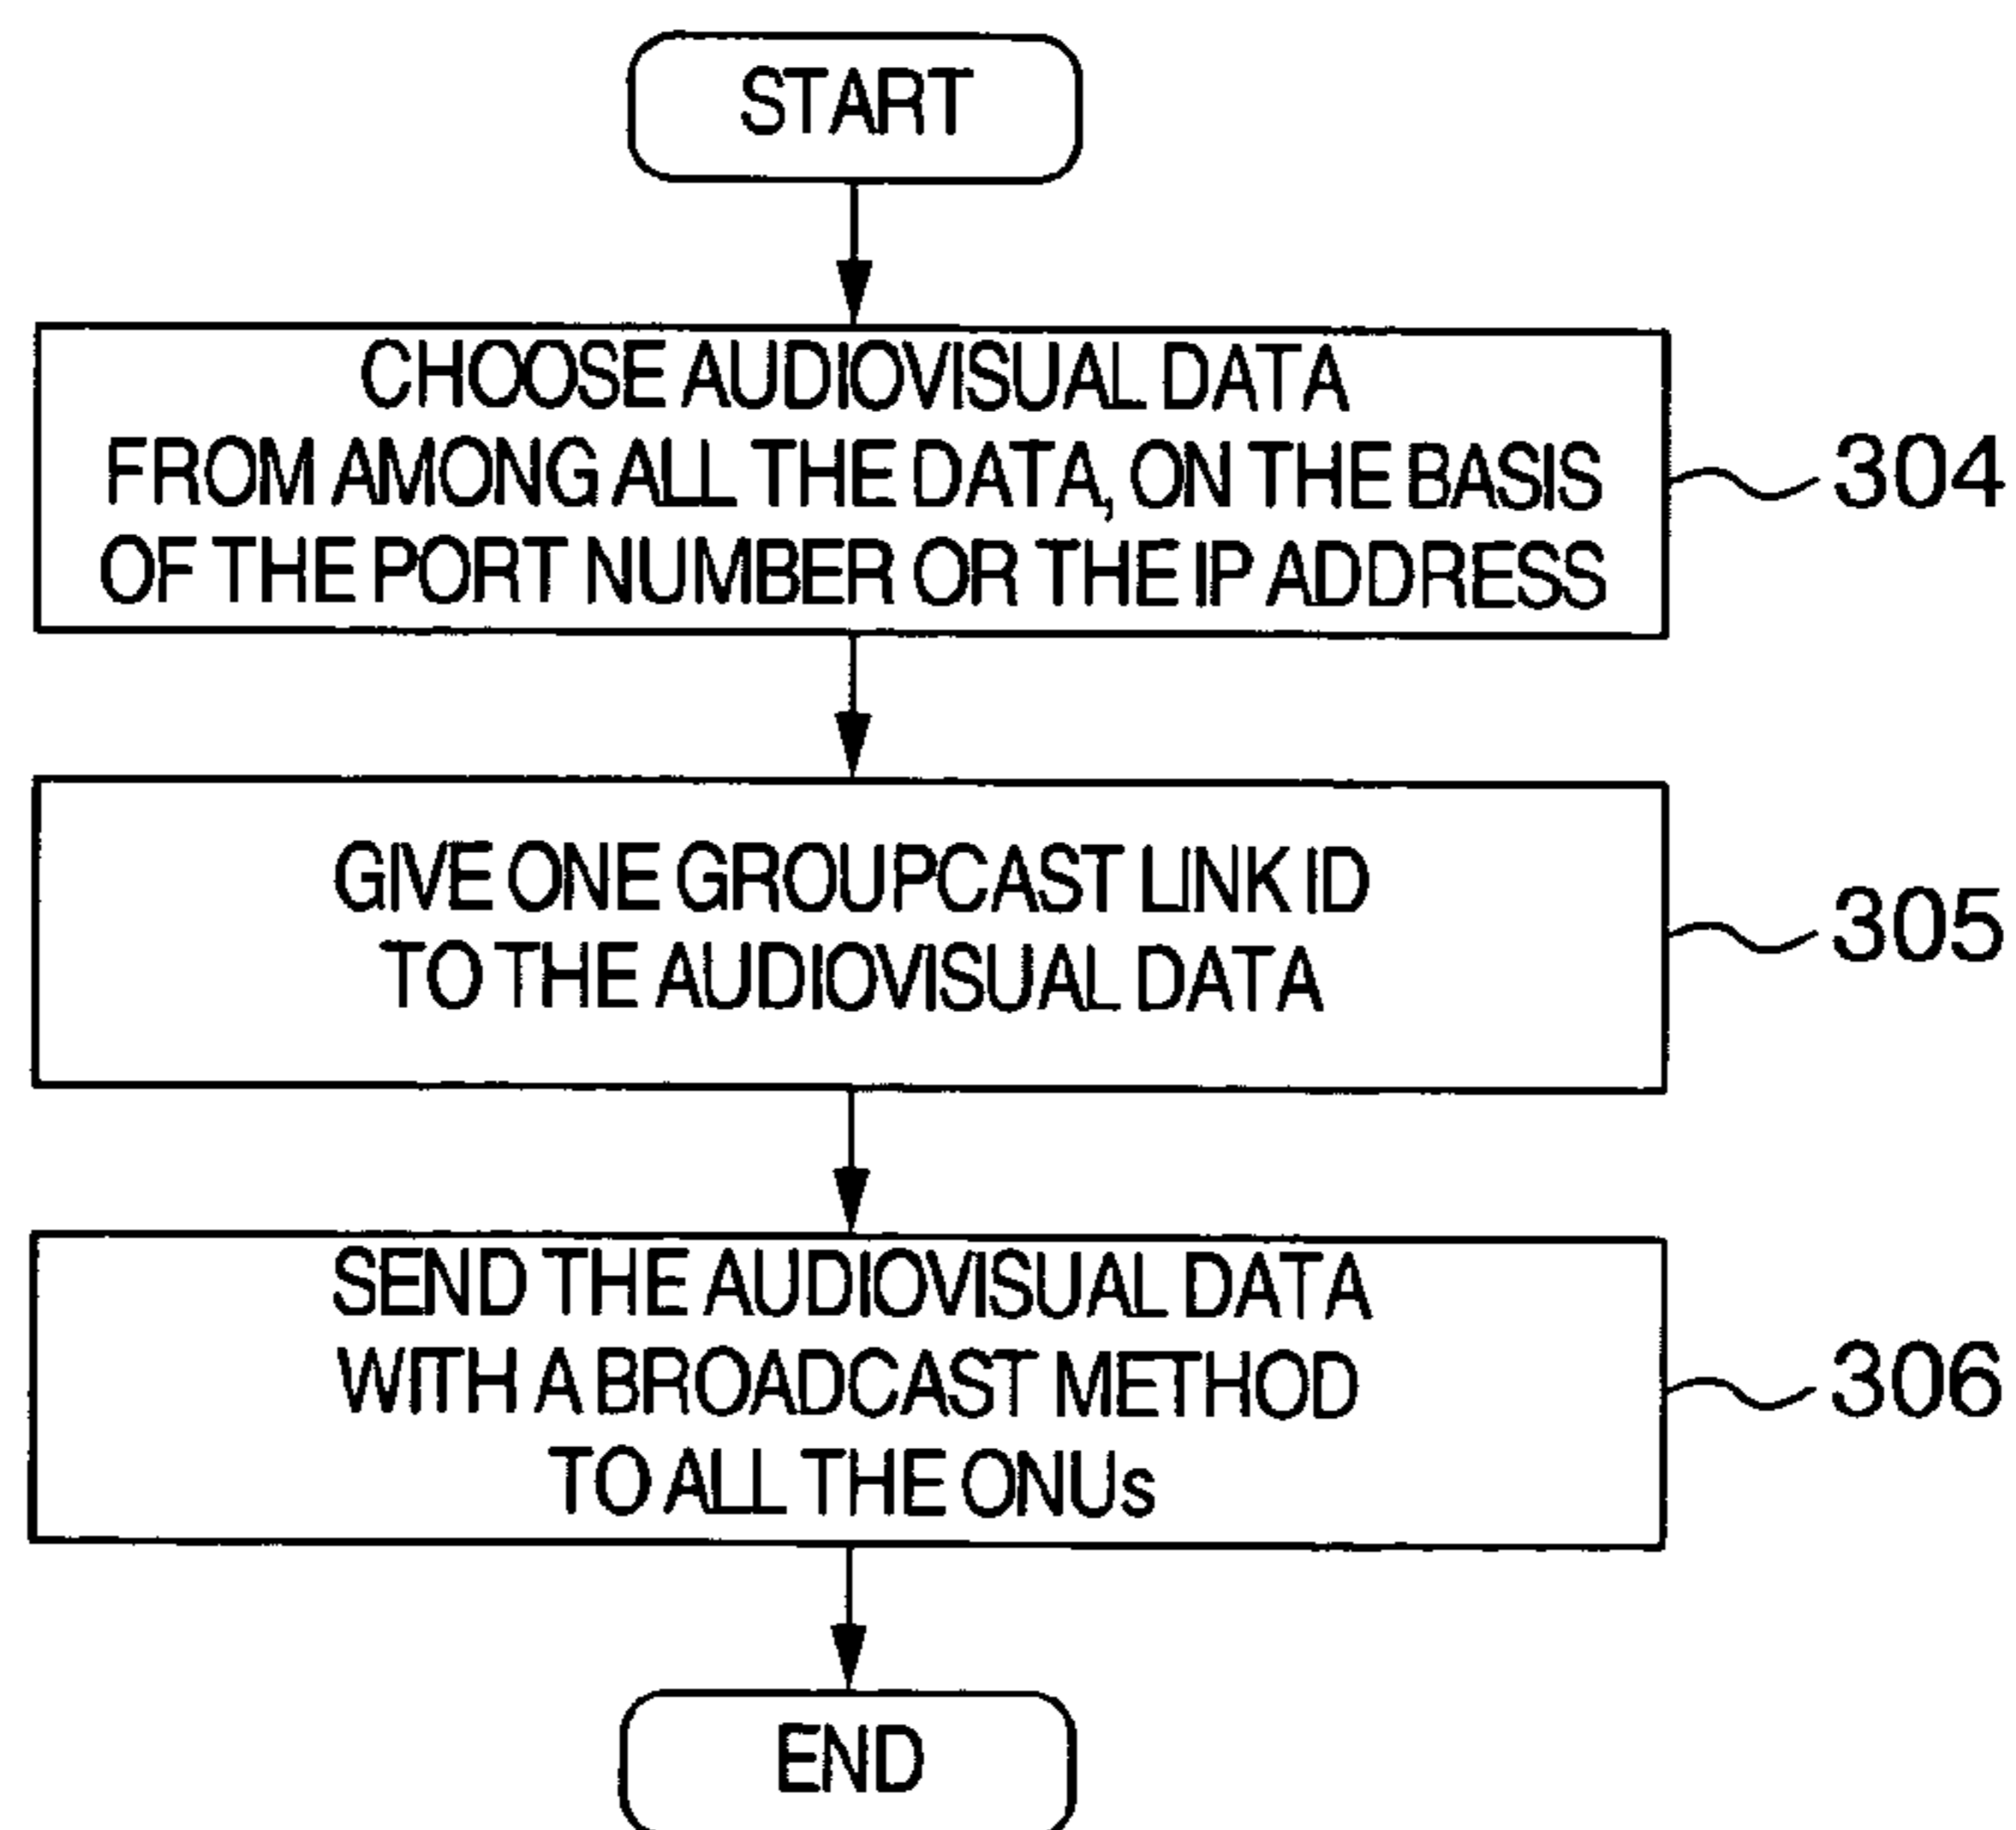 START
CHOOSE AUDIOVISUAL DATA
FROM AMONG ALL THE DATA, ON THE BASIS
OF THE PORT NUMBER OR THE IP ADDRESS
304
GIVE ONE GROUPCAST LINK ID
TO THE AUDIOVISUAL DATA
305
SEND THE AUDIOVISUAL DATA
WITH A BROADCAST METHOD
TO ALL THE ONUs
306
END